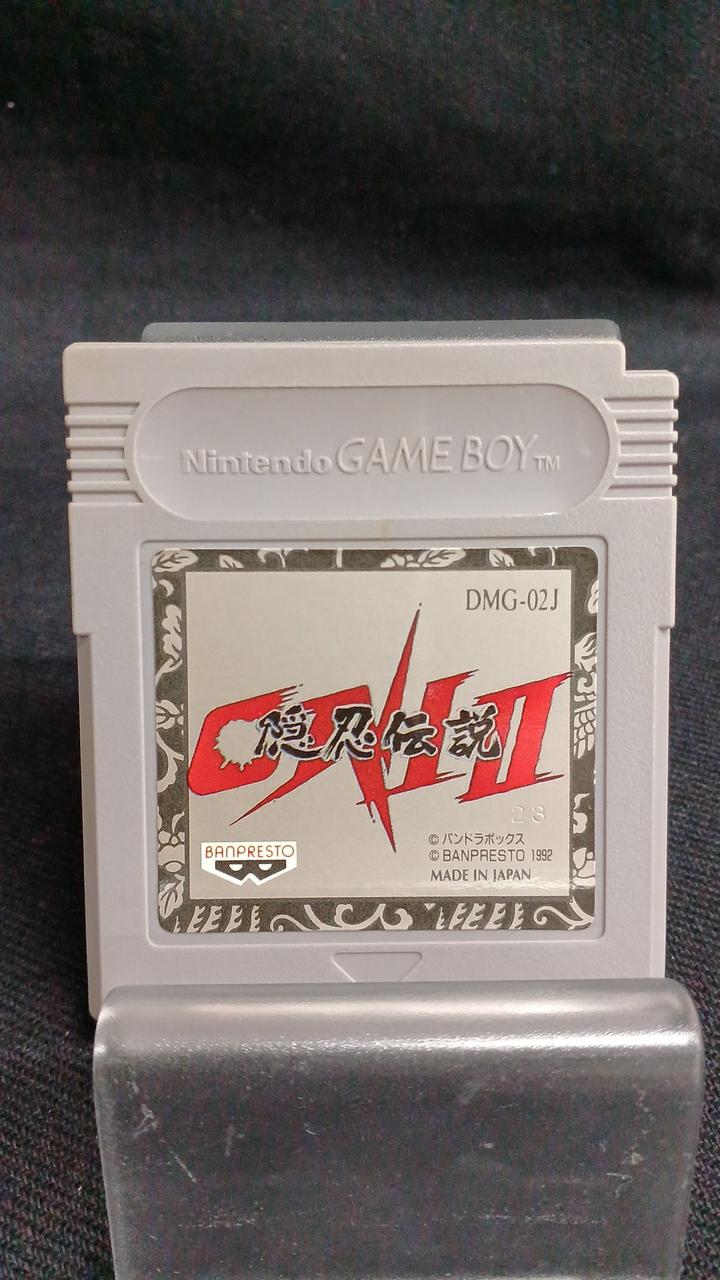 Nintendo GAME BOY TM
DMG-02J
ONI II
隠忍伝説
28
BANPRESTO
© パンドラボックス
© BANPRESTO 1992
MADE IN JAPAN